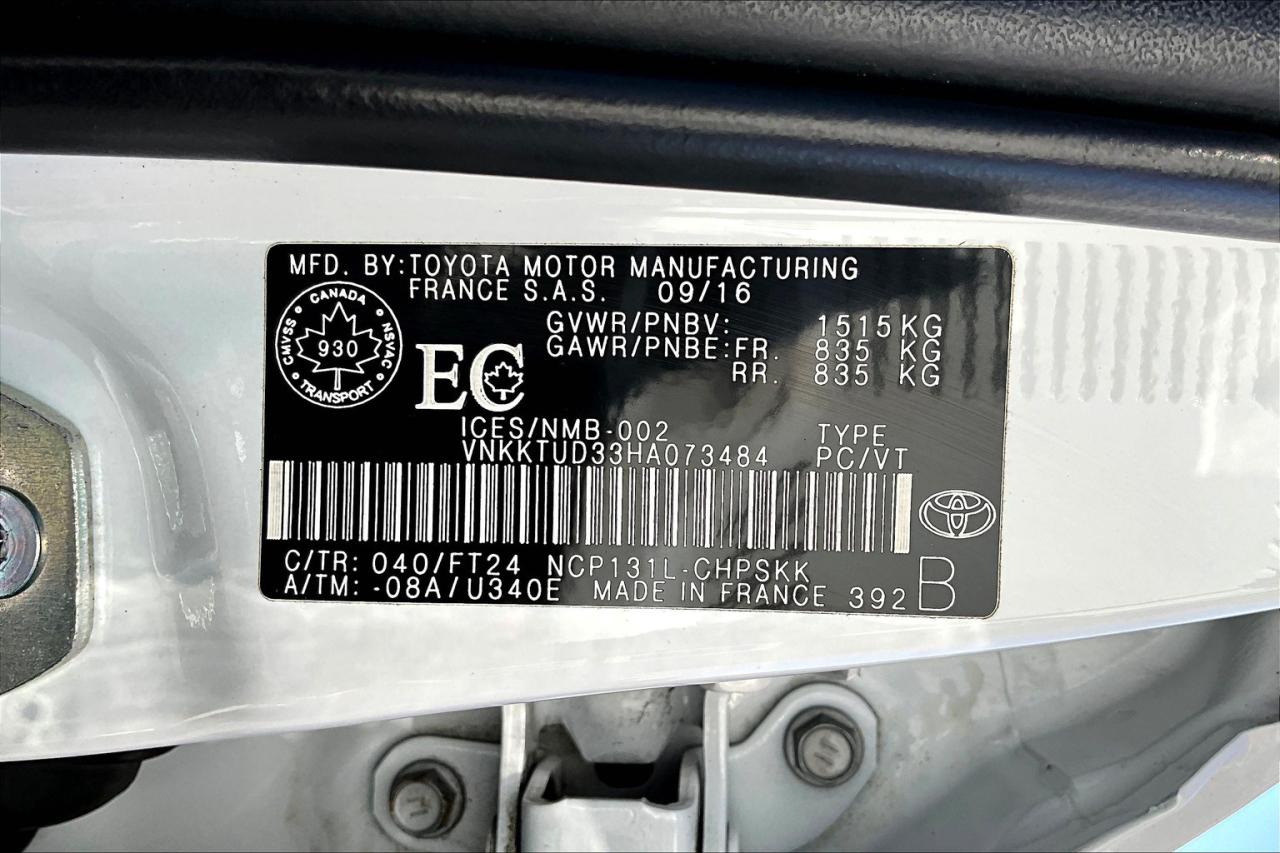 MFD. BY:TOYOTA MOTOR MANUFACTURING
FRANCE S.A.S. 09/16
CANADA
CMVSS 930 NSVAC
TRANSPORT
GVWR/PNBV: 1515 KG
GAWR/PNBE:FR. 835 KG
RR. 835 KG
EC
ICES/NMB-002 TYPE
VNKKTUD33HA073484 PC/VT
C/TR: 040/FT24 NCP131L-CHPSKK
A/TM: -08A/U340E MADE IN FRANCE 392 B